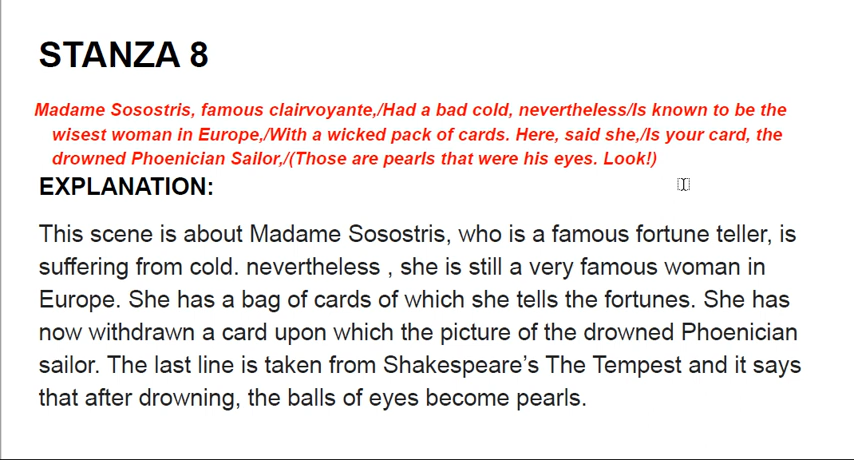 STANZA 8
Madame Sosostris, famous clairvoyante,/Had a bad cold, nevertheless/Is known to be the
wisest woman in Europe,/With a wicked pack of cards. Here, said she,/Is your card, the
drowned Phoenician Sailor,/(Those are pearls that were his eyes. Look!)
EXPLANATION:
This scene is about Madame Sosostris, who is a famous fortune teller, is
suffering from cold. nevertheless , she is still a very famous woman in
Europe. She has a bag of cards of which she tells the fortunes. She has
now withdrawn a card upon which the picture of the drowned Phoenician
sailor. The last line is taken from Shakespeare’s The Tempest and it says
that after drowning, the balls of eyes become pearls.